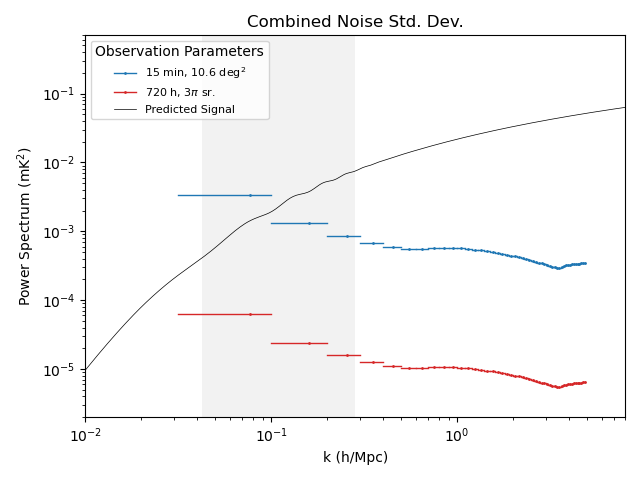 Combined Noise Std. Dev.
Observation Parameters
15 min, 10.6 deg²
720 h, 3π sr.
Predicted Signal
Power Spectrum (mK²)
10⁻¹
10⁻²
10⁻³
10⁻⁴
10⁻⁵
10⁻²
10⁻¹
10⁰
k (h/Mpc)